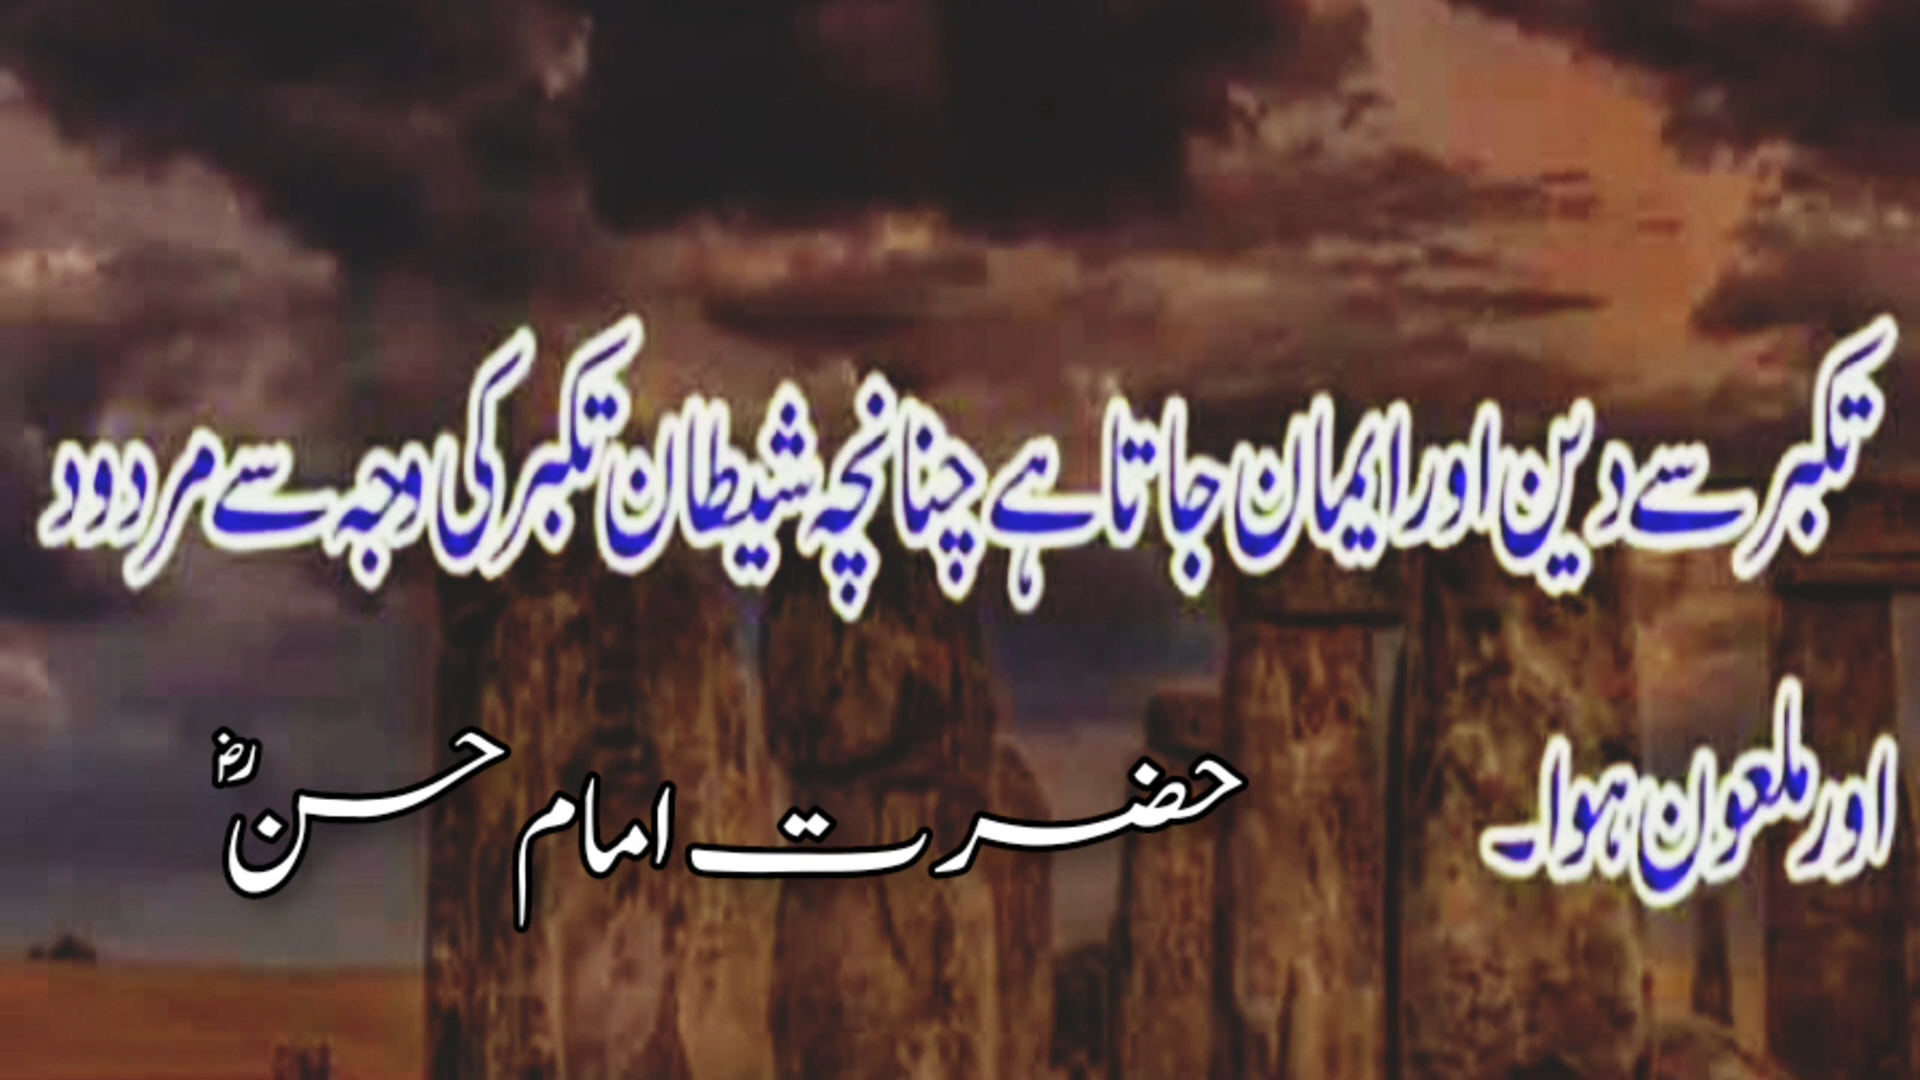 تکبر سے دین اور ایمان جاتا ہے چنانچہ شیطان تکبر کی وجہ سے مردود
اور ملعون ہوا۔
حضرت امام حسنؓ